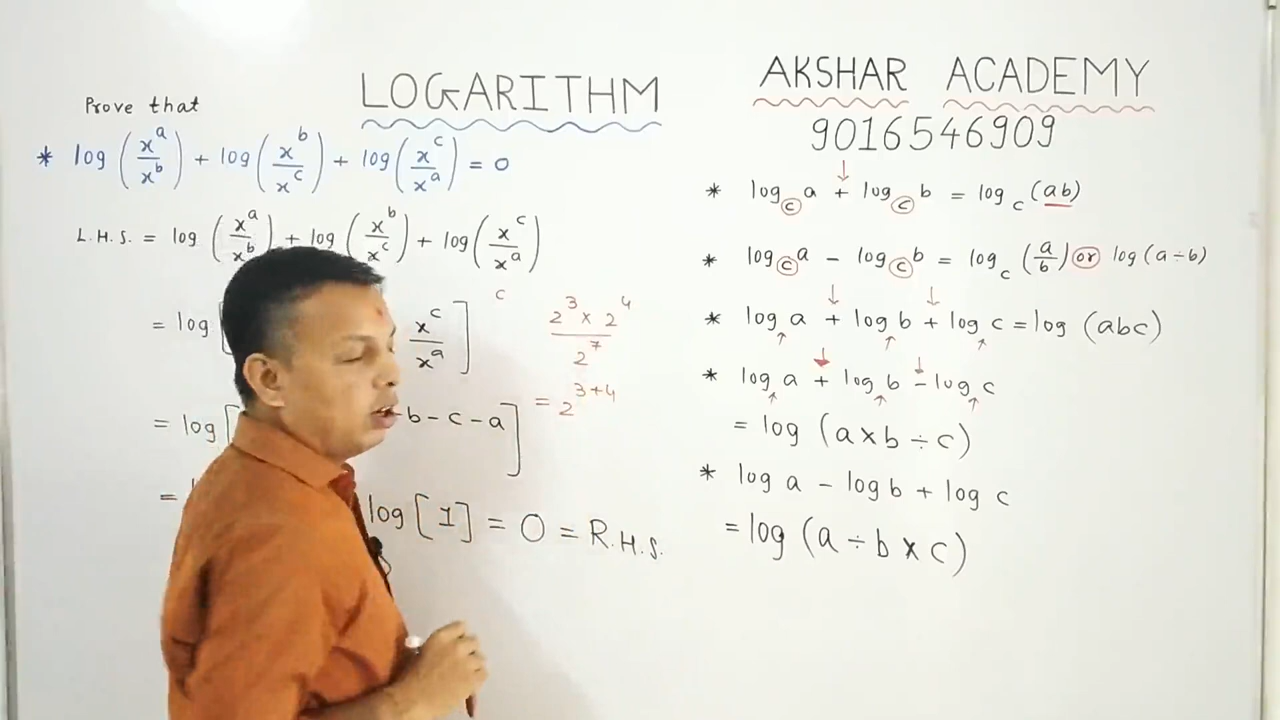 LOGARITHM
Prove that
* log (x^a/x^b) + log (x^b/x^c) + log (x^c/x^a) = 0
L.H.S. = log (x^a/x^b) + log (x^b/x^c) + log (x^c/x^a)
= log [ x^c/x^a ]
c
= log [ -b-c-a ]
=
log [1] = 0 = R.H.S.
2^3 x 2^4
2^7
= 2^3+4
AKSHAR ACADEMY
9016546909
↓
* log_c a + log_c b = log_c (ab)
* log_c a - log_c b = log_c (a/b) or log (a ÷ b)
↓ ↓
* log a + log b + log c = log (abc)
↑ ↑ ↑
↓ ↓
* log a + log b - log c
↑ ↑ ↑
= log (a x b ÷ c)
* log a - log b + log c
= log (a ÷ b x c)